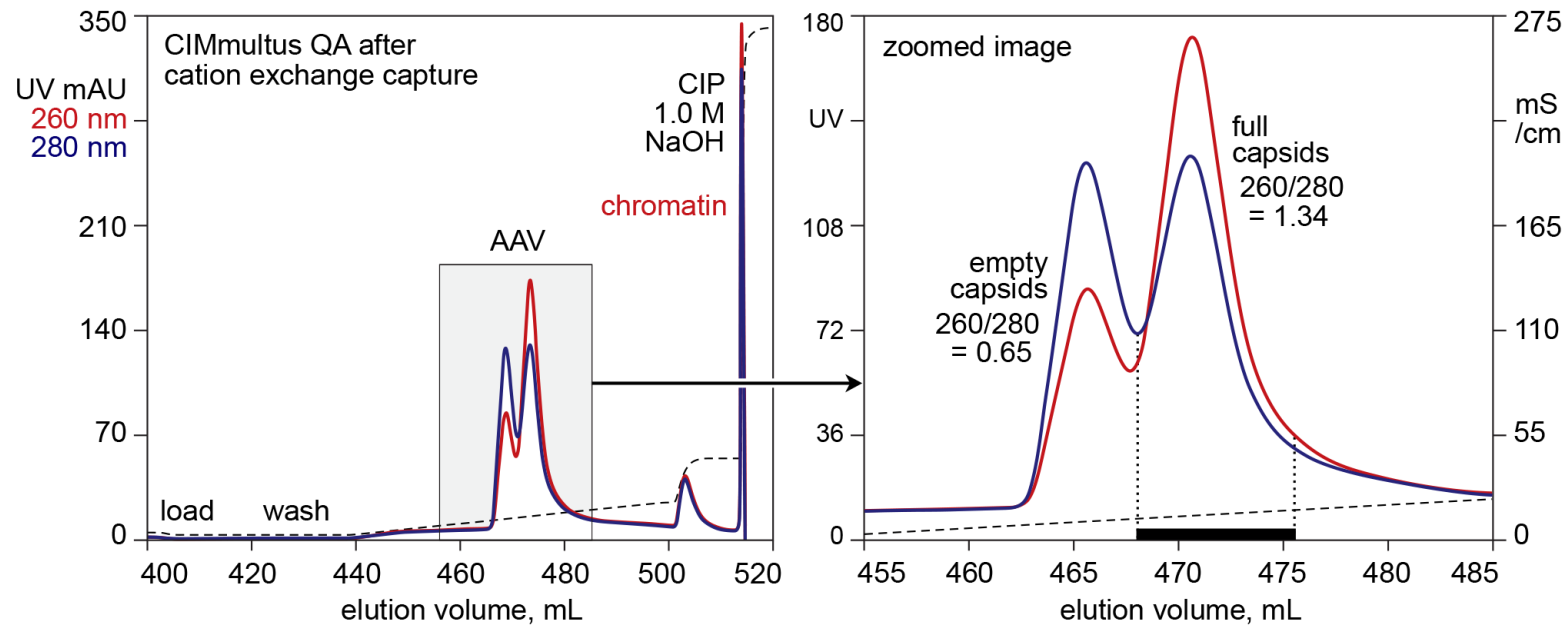 350
280
210
140
70
0
UV mAU
260 nm
280 nm
CIMmultus QA after
cation exchange capture
AAV
load
wash
CIP
1.0 M
NaOH
chromatin
400
420
440
460
480
500
520
elution volume, mL
180
UV
108
72
36
0
zoomed image
empty
capsids
260/280
= 0.65
full
capsids
260/280
= 1.34
275
mS
/cm
165
110
55
0
455
460
465
470
475
480
485
elution volume, mL